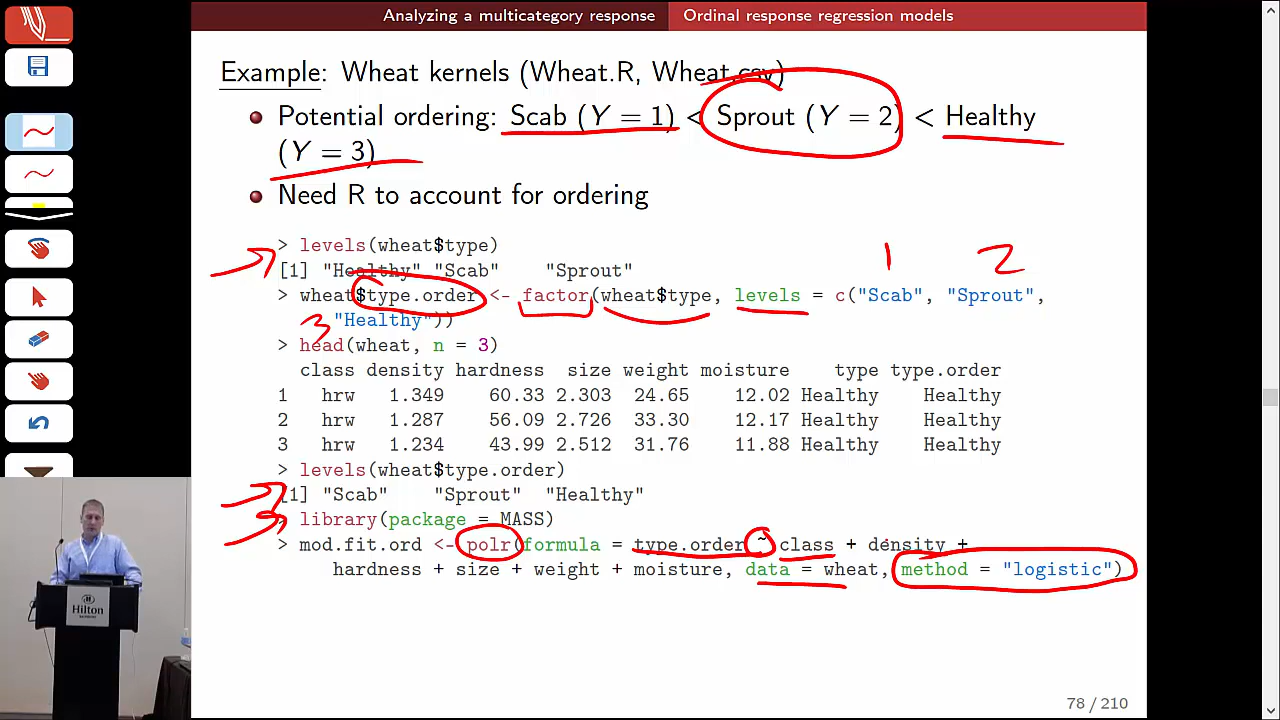 Analyzing a multicategory response Ordinal response regression models
Example: Wheat kernels (Wheat.R, Wheat.csv)
Potential ordering: Scab (Y = 1) < Sprout (Y = 2) < Healthy
(Y = 3)
Need R to account for ordering
> levels(wheat$type)
[1] "Healthy" "Scab" "Sprout"
1 2
> wheat$type.order <- factor(wheat$type, levels = c("Scab", "Sprout",
3 "Healthy"))
> head(wheat, n = 3)
class density hardness size weight moisture type type.order
1 hrw 1.349 60.33 2.303 24.65 12.02 Healthy Healthy
2 hrw 1.287 56.09 2.726 33.30 12.17 Healthy Healthy
3 hrw 1.234 43.99 2.512 31.76 11.88 Healthy Healthy
> levels(wheat$type.order)
[1] "Scab" "Sprout" "Healthy"
> library(package = MASS)
> mod.fit.ord <- polr(formula = type.order ~ class + density +
hardness + size + weight + moisture, data = wheat, method = "logistic")
78 / 210
Hilton